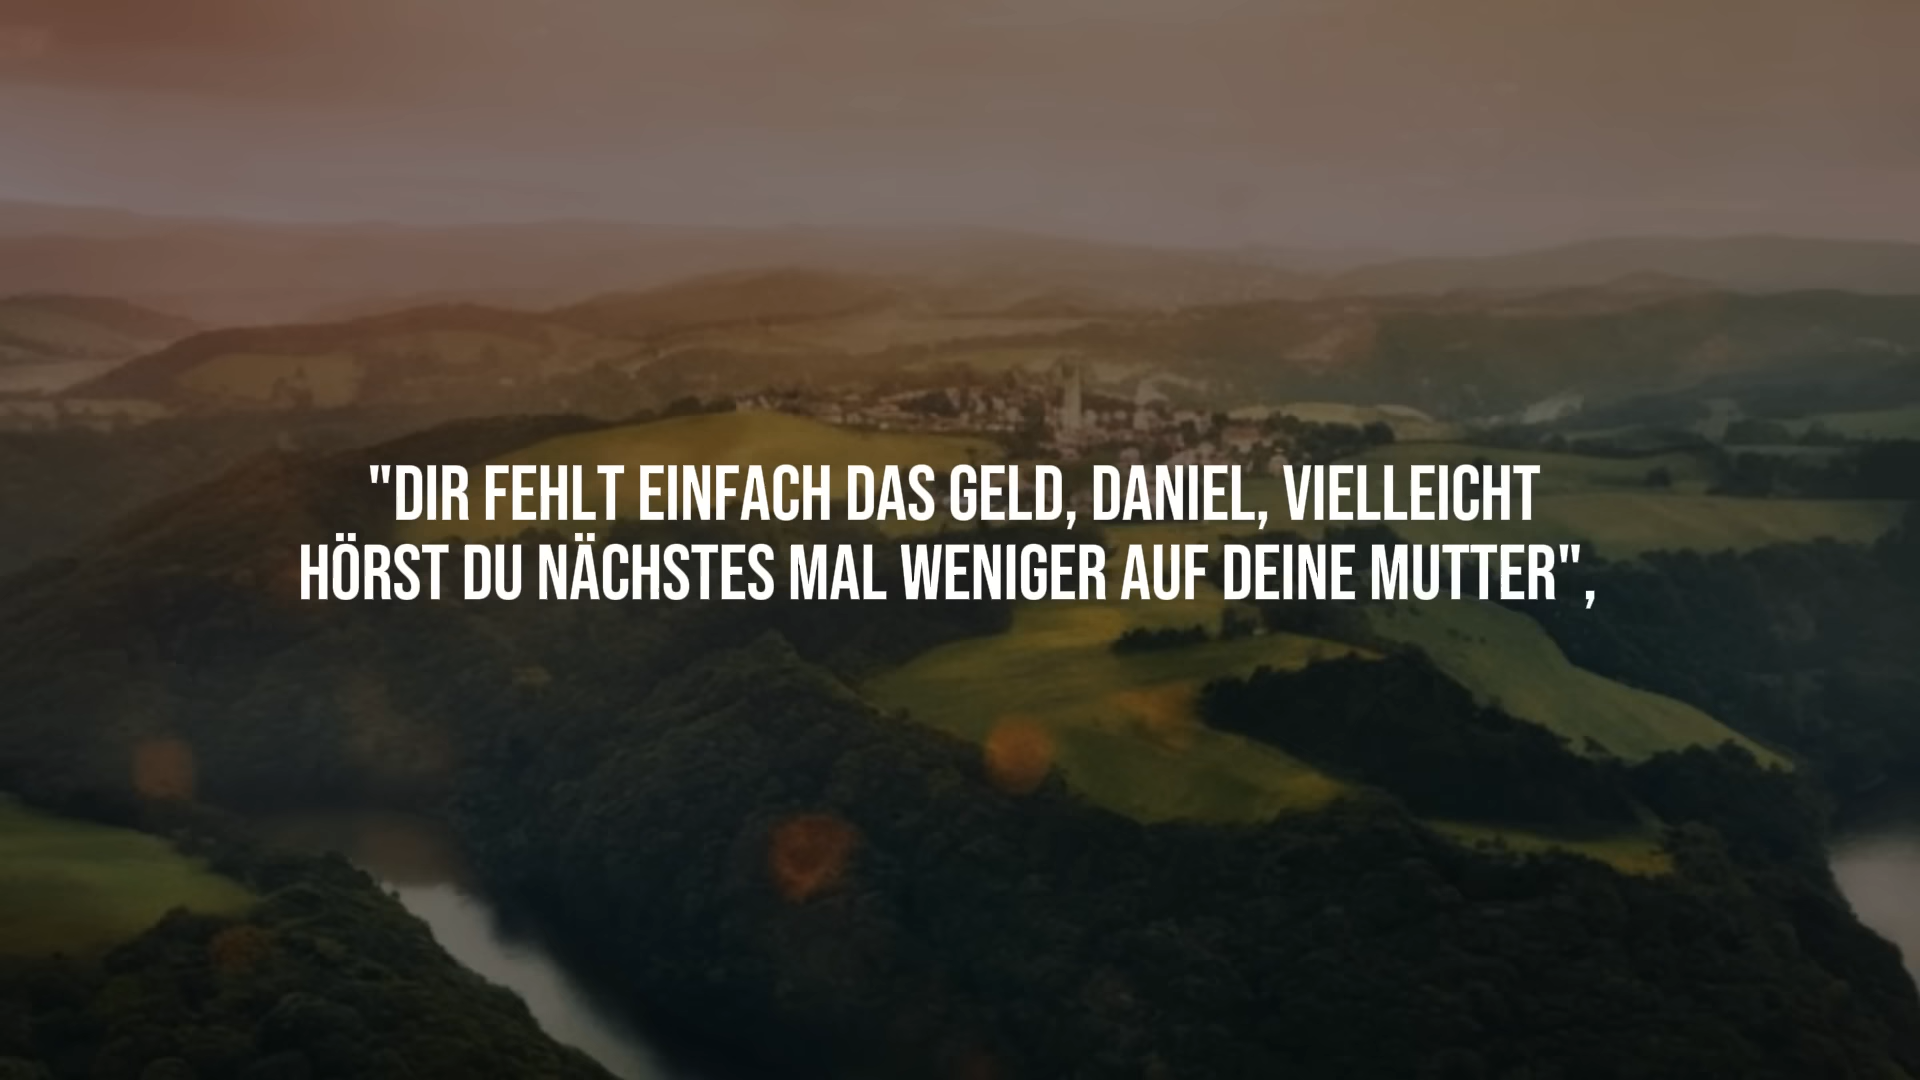 "DIR FEHLT EINFACH DAS GELD, DANIEL, VIELLEICHT
HÖRST DU NÄCHSTES MAL WENIGER AUF DEINE MUTTER",